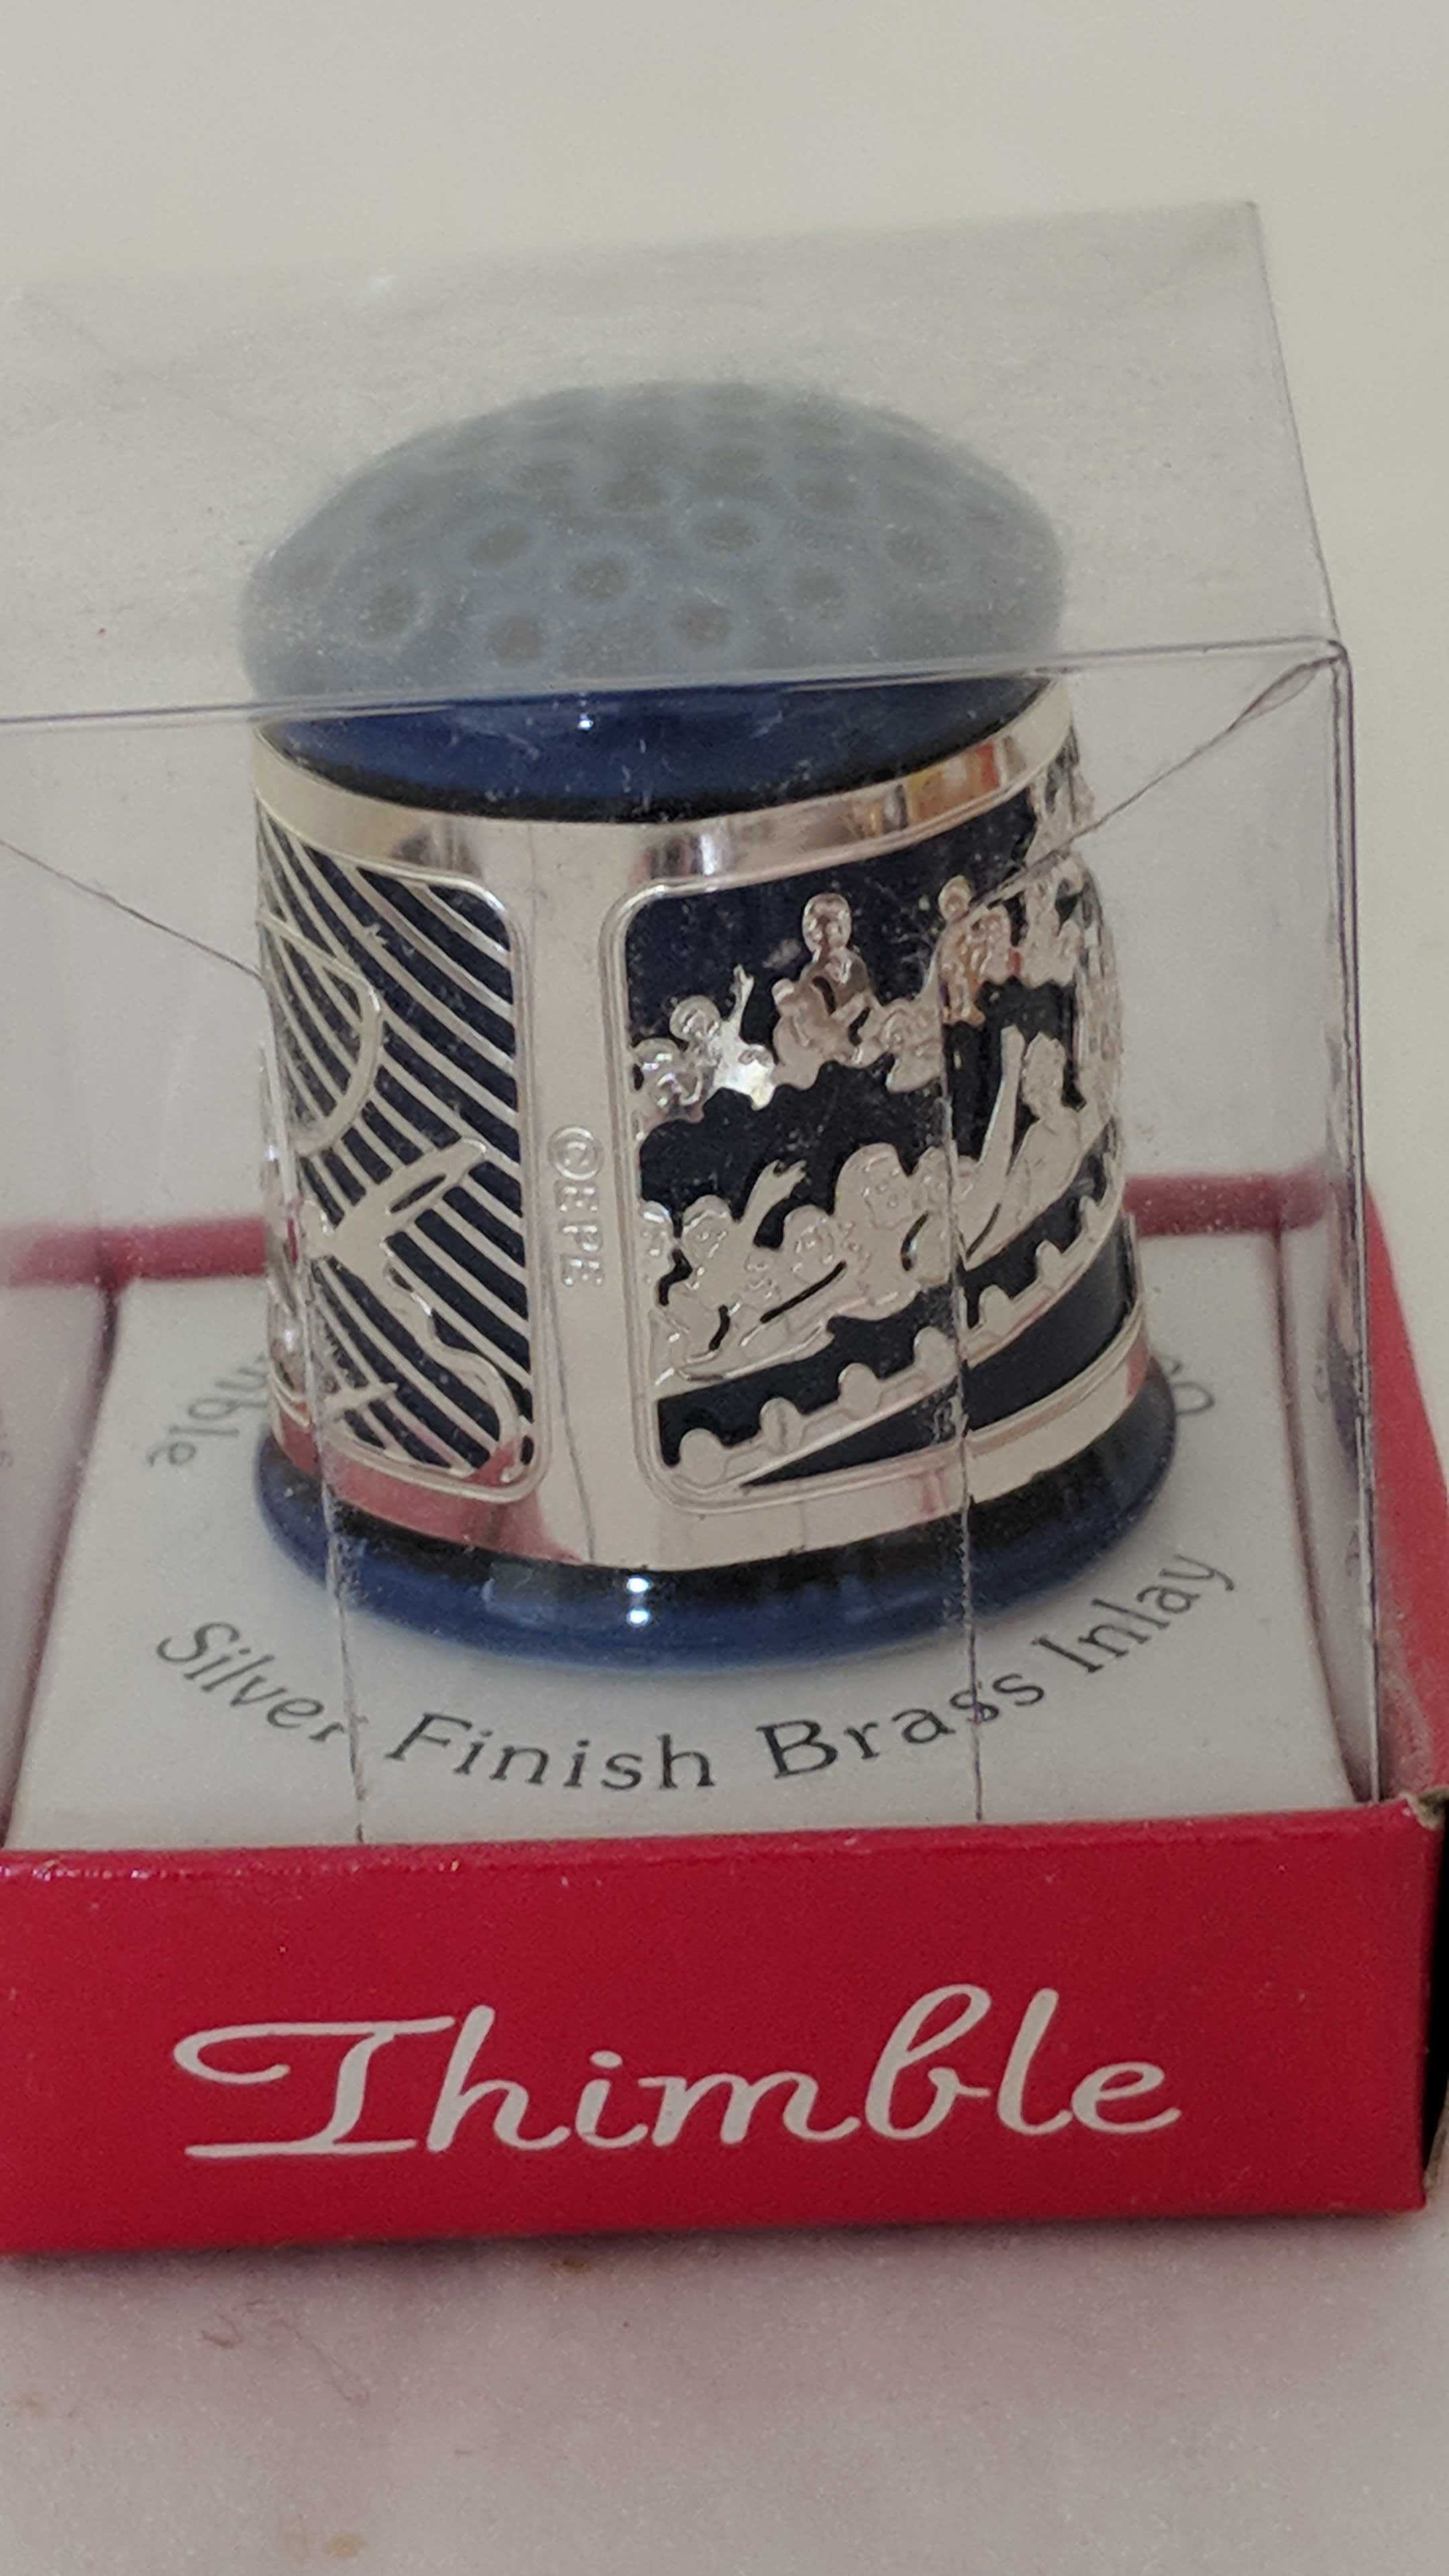 ©EPE
Silver Finish Brass Inlay
Thimble